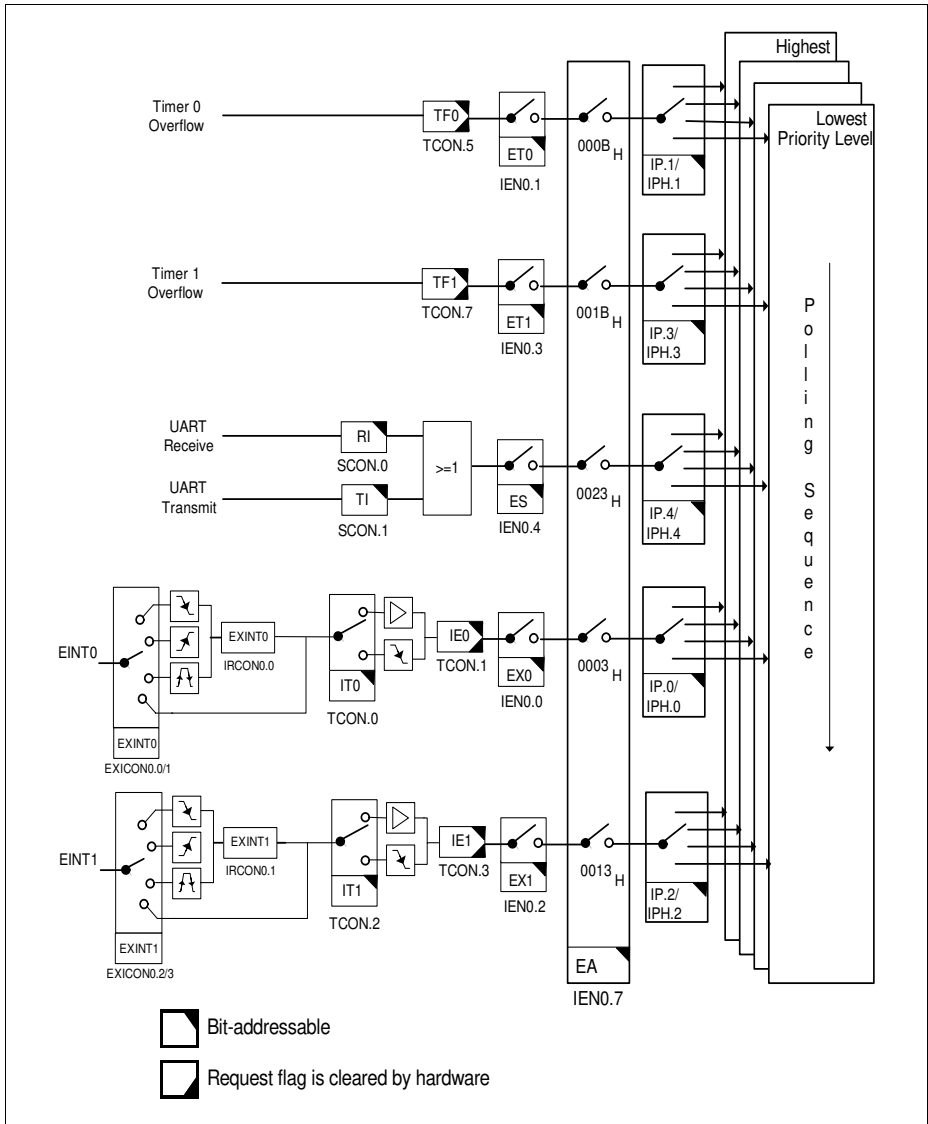 Highest
Lowest
Priority Level
Timer 0
Overflow
TF0
TCON.5
ET0
IEN0.1
000B H
IP.1/
IPH.1
Timer 1
Overflow
TF1
TCON.7
ET1
IEN0.3
001B H
IP.3/
IPH.3
Polling Sequence
UART
Receive
RI
SCON.0
UART
Transmit
TI
SCON.1
>=1
ES
IEN0.4
0023 H
IP.4/
IPH.4
EINT0
EXINT0
IRCON0.0
EXINT0
EXICON0.0/1
IT0
TCON.0
IE0
TCON.1
EX0
IEN0.0
0003 H
IP.0/
IPH.0
EINT1
EXINT1
IRCON0.1
EXINT1
EXICON0.2/3
IT1
TCON.2
IE1
TCON.3
EX1
IEN0.2
0013 H
IP.2/
IPH.2
EA
IEN0.7
Bit-addressable
Request flag is cleared by hardware